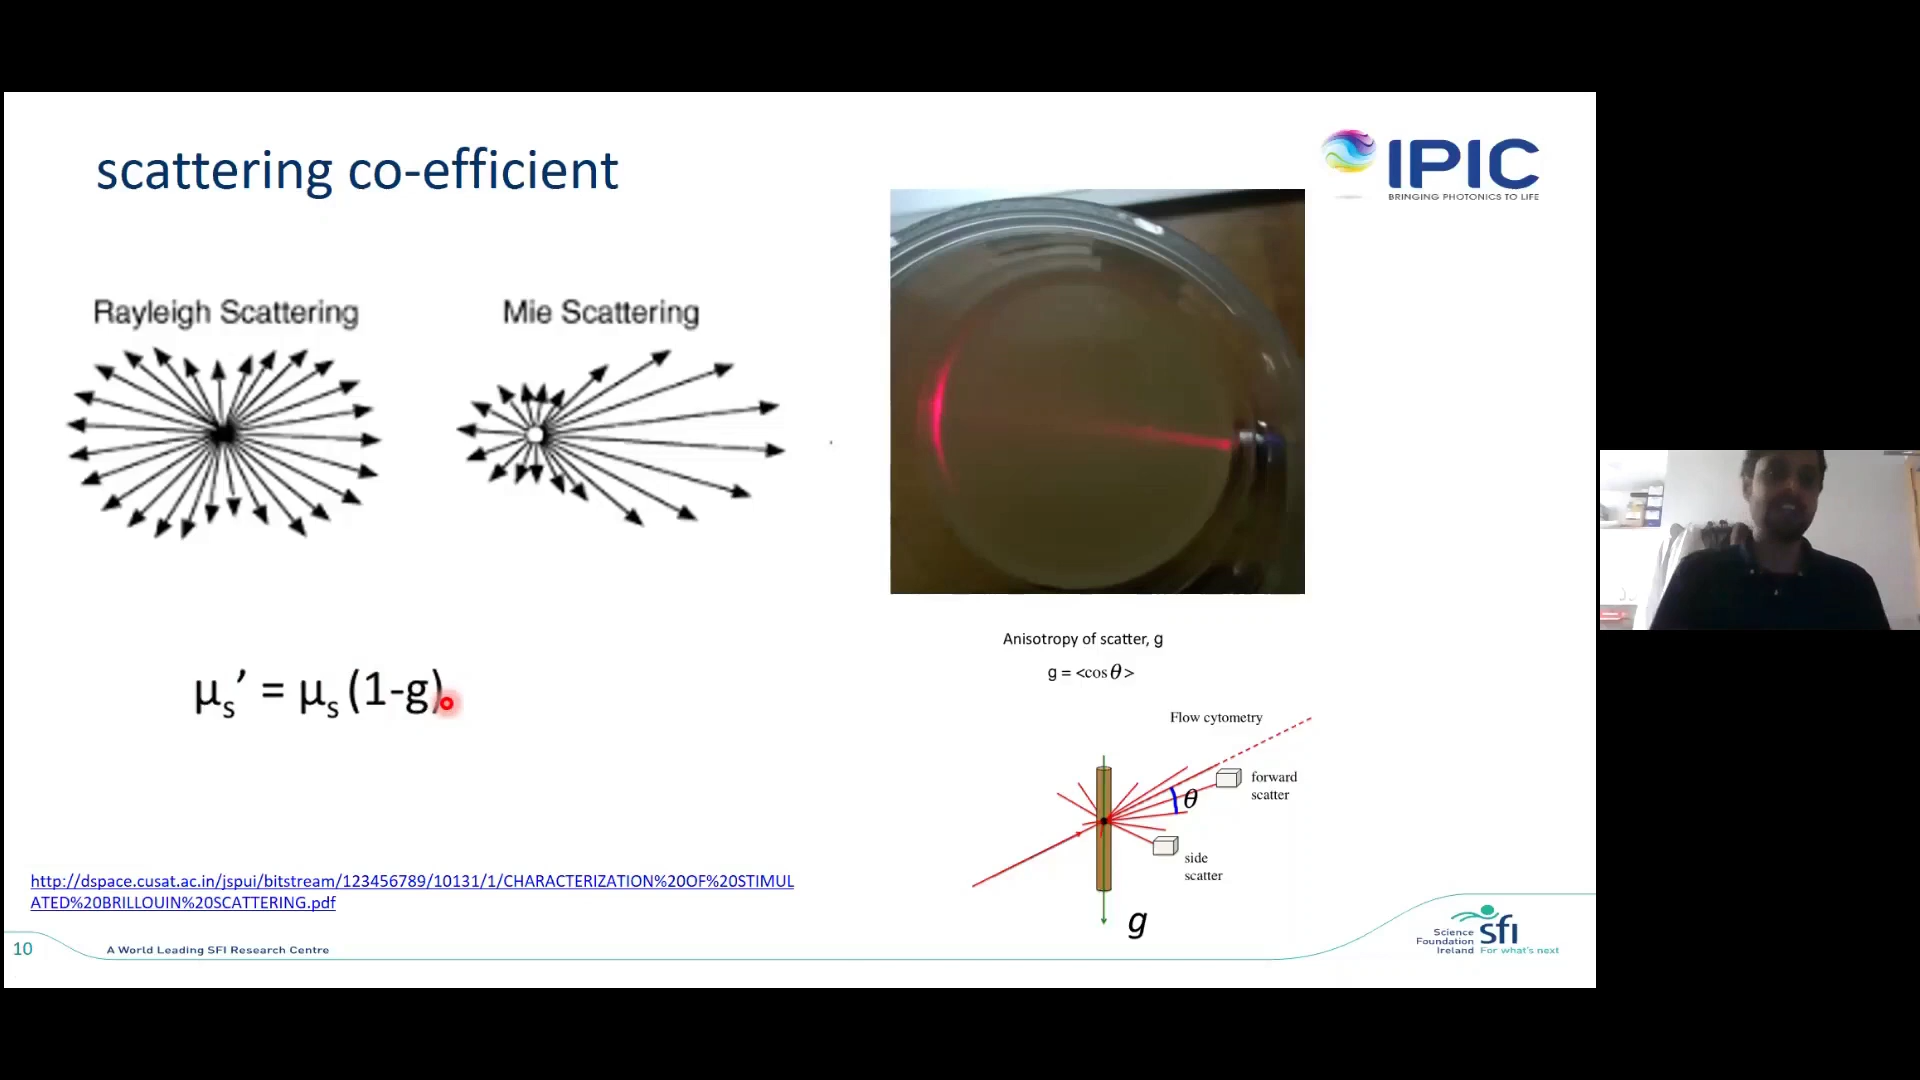 scattering co-efficient
IPIC
BRINGING PHOTONICS TO LIFE
Rayleigh Scattering
Mie Scattering
μs′ = μs (1-g)
Anisotropy of scatter, g
g = <cos θ>
Flow cytometry
forward
scatter
θ
side
scatter
g
http://dspace.cusat.ac.in/jspui/bitstream/123456789/10131/1/CHARACTERIZATION%20OF%20STIMUL
ATED%20BRILLOUIN%20SCATTERING.pdf
10
A World Leading SFI Research Centre
Science
Foundation
Ireland
sfi
For what's next